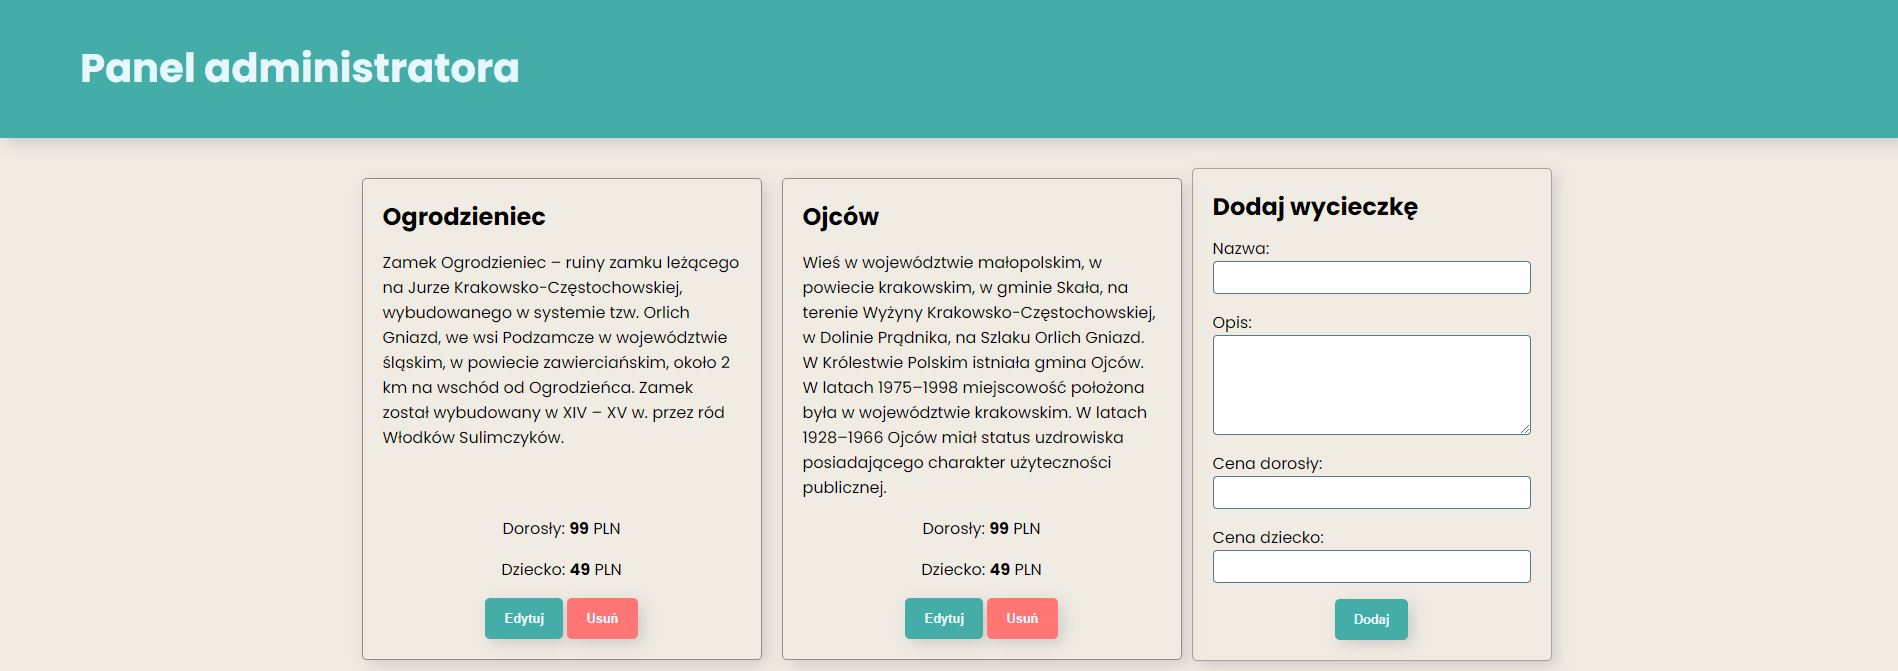 Panel administratora
Ogrodzieniec
Zamek Ogrodzieniec – ruiny zamku leżącego
na Jurze Krakowsko-Częstochowskiej,
wybudowanego w systemie tzw. Orlich
Gniazd, we wsi Podzamcze w województwie
śląskim, w powiecie zawierciańskim, około 2
km na wschód od Ogrodzieńca. Zamek
został wybudowany w XIV – XV w. przez ród
Włodków Sulimczyków.
Dorosły: 99 PLN
Dziecko: 49 PLN
Edytuj Usuń
Ojców
Wieś w województwie małopolskim, w
powiecie krakowskim, w gminie Skała, na
terenie Wyżyny Krakowsko-Częstochowskiej,
w Dolinie Prądnika, na Szlaku Orlich Gniazd.
W Królestwie Polskim istniała gmina Ojców.
W latach 1975–1998 miejscowość położona
była w województwie krakowskim. W latach
1928–1966 Ojców miał status uzdrowiska
posiadającego charakter użyteczności
publicznej.
Dorosły: 99 PLN
Dziecko: 49 PLN
Edytuj Usuń
Dodaj wycieczkę
Nazwa:
Opis:
Cena dorosły:
Cena dziecko:
Dodaj